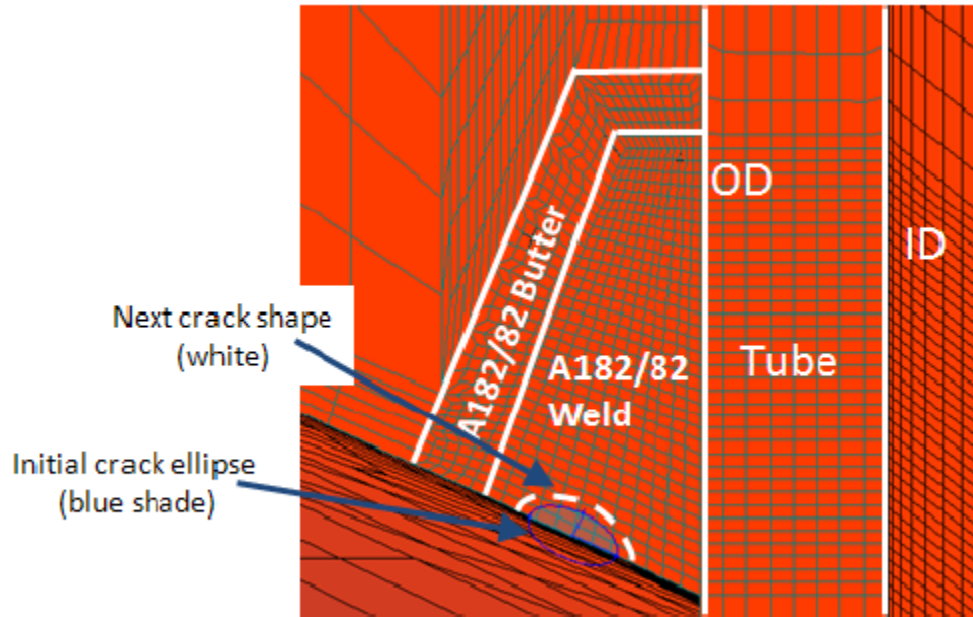 OD
ID
A182/82 Butter
Next crack shape
(white)
A182/82
Weld
Tube
Initial crack ellipse
(blue shade)